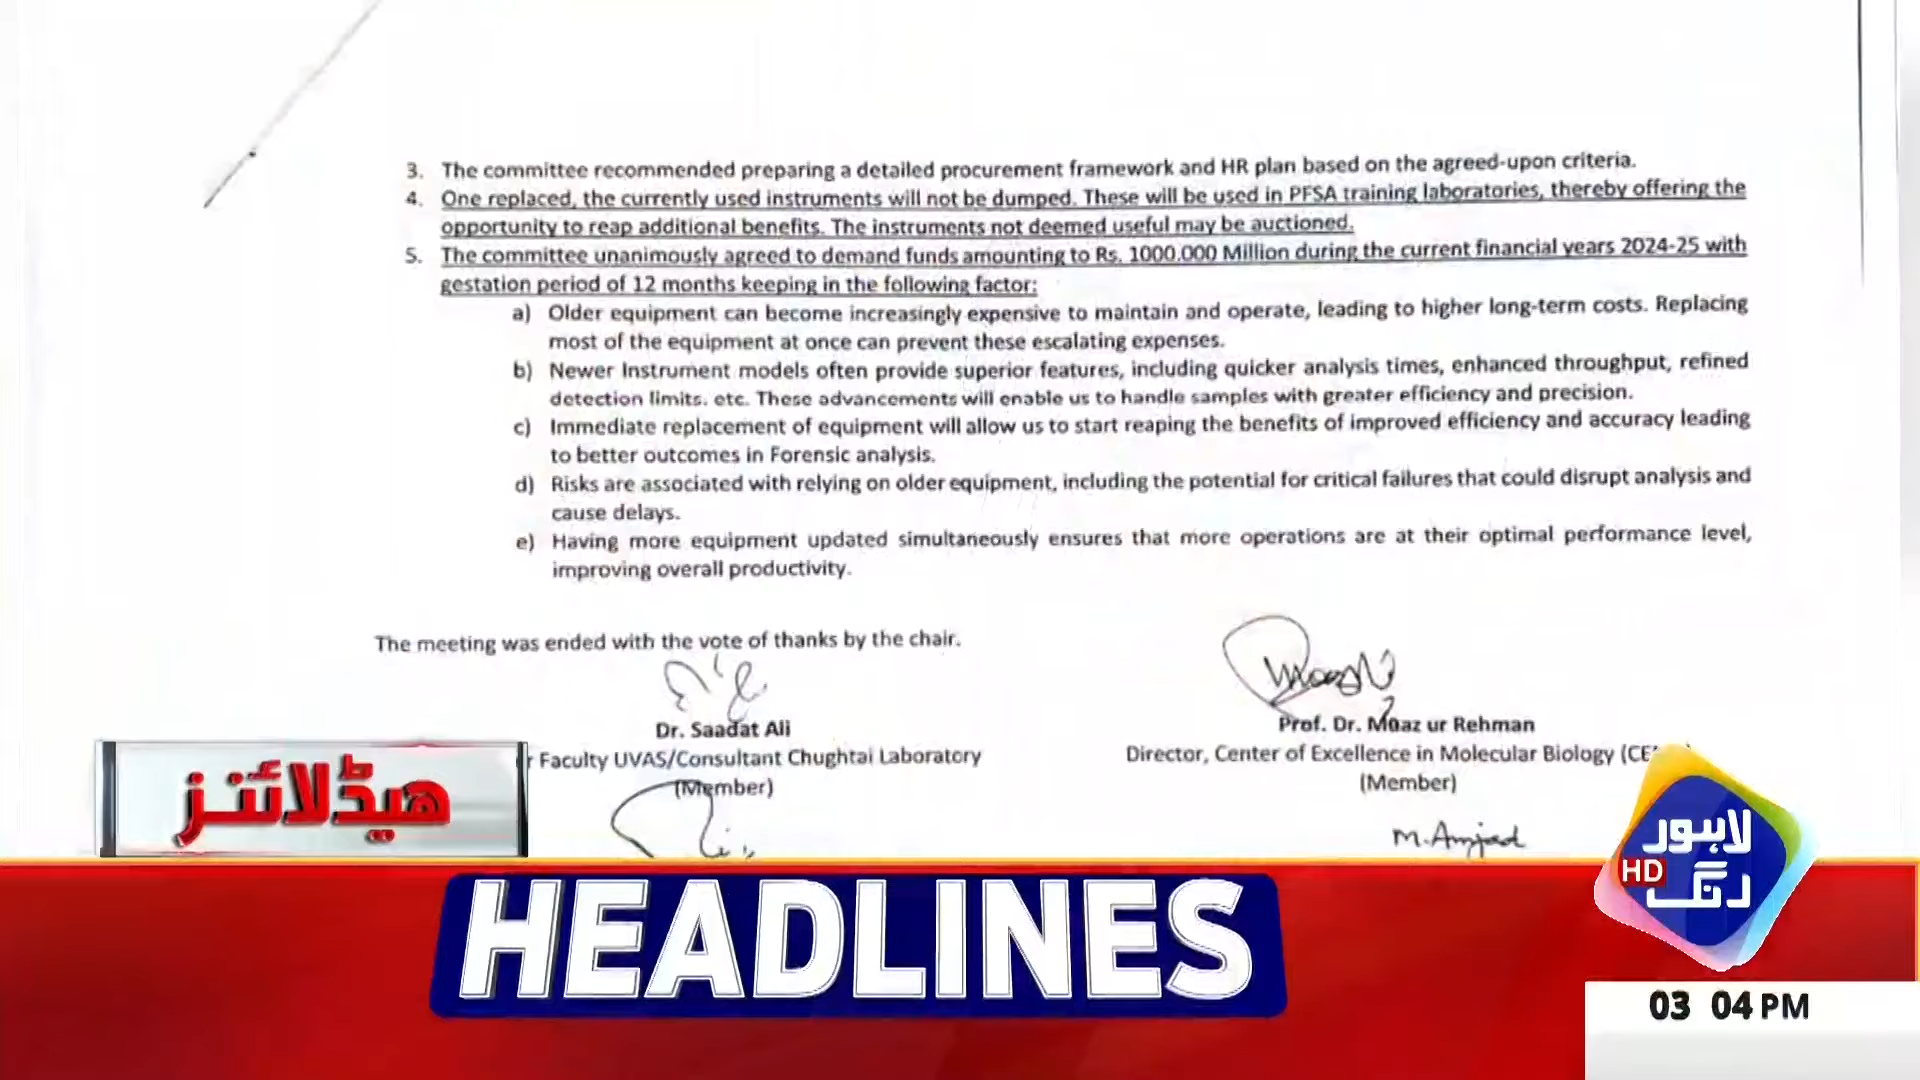 3. The committee recommended preparing a detailed procurement framework and HR plan based on the agreed-upon criteria.
4. One replaced, the currently used instruments will not be dumped. These will be used in PFSA training laboratories, thereby offering the
opportunity to reap additional benefits. The instruments not deemed useful may be auctioned.
5. The committee unanimously agreed to demand funds amounting to Rs. 1000.000 Million during the current financial years 2024-25 with
gestation period of 12 months keeping in the following factor:
a) Older equipment can become increasingly expensive to maintain and operate, leading to higher long-term costs. Replacing
most of the equipment at once can prevent these escalating expenses.
b) Newer Instrument models often provide superior features, including quicker analysis times, enhanced throughput, refined
detection limits. etc. These advancements will enable us to handle samples with greater efficiency and precision.
c) Immediate replacement of equipment will allow us to start reaping the benefits of improved efficiency and accuracy leading
to better outcomes in Forensic analysis.
d) Risks are associated with relying on older equipment, including the potential for critical failures that could disrupt analysis and
cause delays.
e) Having more equipment updated simultaneously ensures that more operations are at their optimal performance level,
improving overall productivity.
The meeting was ended with the vote of thanks by the chair.
Dr. Saadat Ali
Faculty UVAS/Consultant Chughtai Laboratory
(Member)
Prof. Dr. Maaz ur Rehman
Director, Center of Excellence in Molecular Biology
(Member)
M. Amjad
ہیڈلائنز
HEADLINES
لاہور
رنگ
HD
03 04 PM